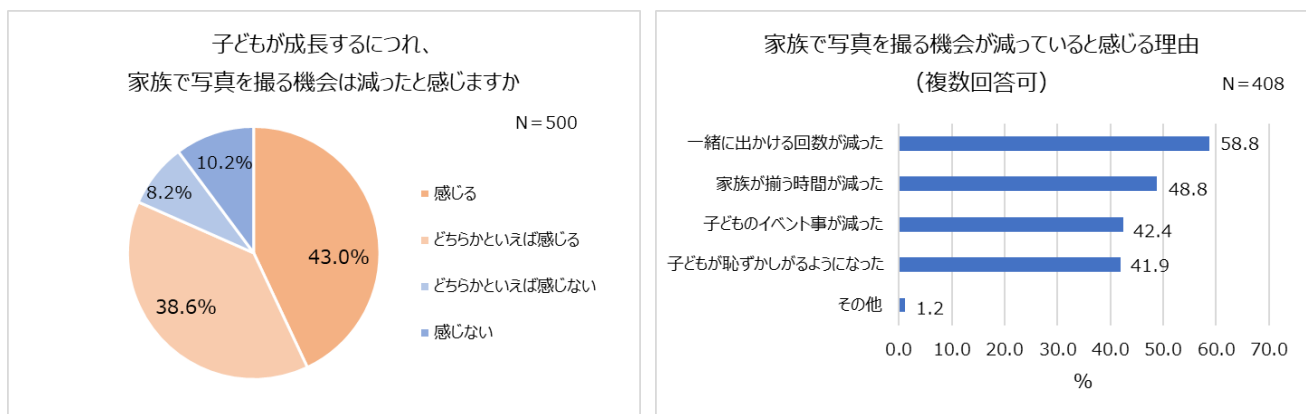 子どもが成長するにつれ、
家族で写真を撮る機会は減ったと感じますか
N=500
10.2%
8.2%
43.0%
38.6%
感じる
どちらかといえば感じる
どちらかといえば感じない
感じない
家族で写真を撮る機会が減っていると感じる理由
(複数回答可)
N=408
一緒に出かける回数が減った 58.8
家族が揃う時間が減った 48.8
子どものイベント事が減った 42.4
子どもが恥ずかしがるようになった 41.9
その他 1.2
0.0 10.0 20.0 30.0 40.0 50.0 60.0 70.0
%